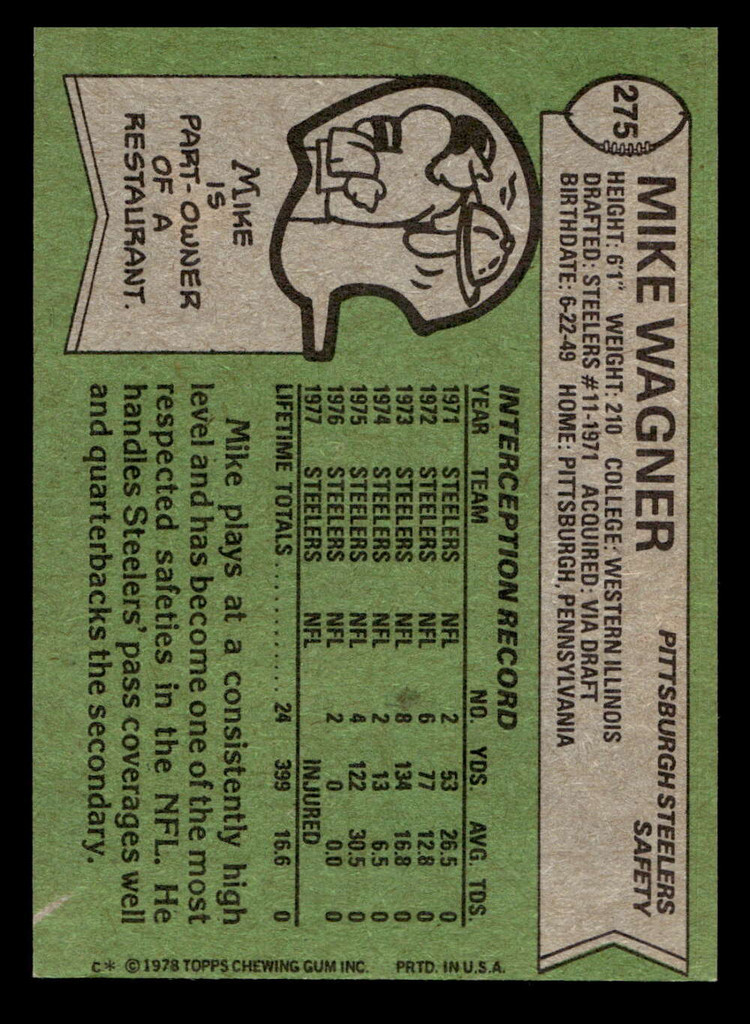 275
MIKE WAGNER
PITTSBURGH STEELERS
SAFETY
HEIGHT: 6'1" WEIGHT: 210 COLLEGE: WESTERN ILLINOIS
DRAFTED: STEELERS #11-1971 ACQUIRED: VIA DRAFT
BIRTHDATE: 6-22-49 HOME: PITTSBURGH, PENNSYLVANIA
MIKE
IS
PART-OWNER
OF A
RESTAURANT.
INTERCEPTION RECORD
YEAR TEAM NO. YDS. AVG. TDS.
1971 STEELERS NFL 2 53 26.5 0
1972 STEELERS NFL 6 77 12.8 0
1973 STEELERS NFL 8 134 16.8 0
1974 STEELERS NFL 2 13 6.5 0
1975 STEELERS NFL 4 122 30.5 0
1976 STEELERS NFL 2 0 0.0 0
1977 STEELERS NFL INJURED
LIFETIME TOTALS........... 24 399 16.6 0
Mike plays at a consistently high
level and has become one of the most
respected safeties in the NFL. He
handles Steelers' pass coverages well
and quarterbacks the secondary.
C* ©1978 TOPPS CHEWING GUM INC. PRTD. IN U.S.A.